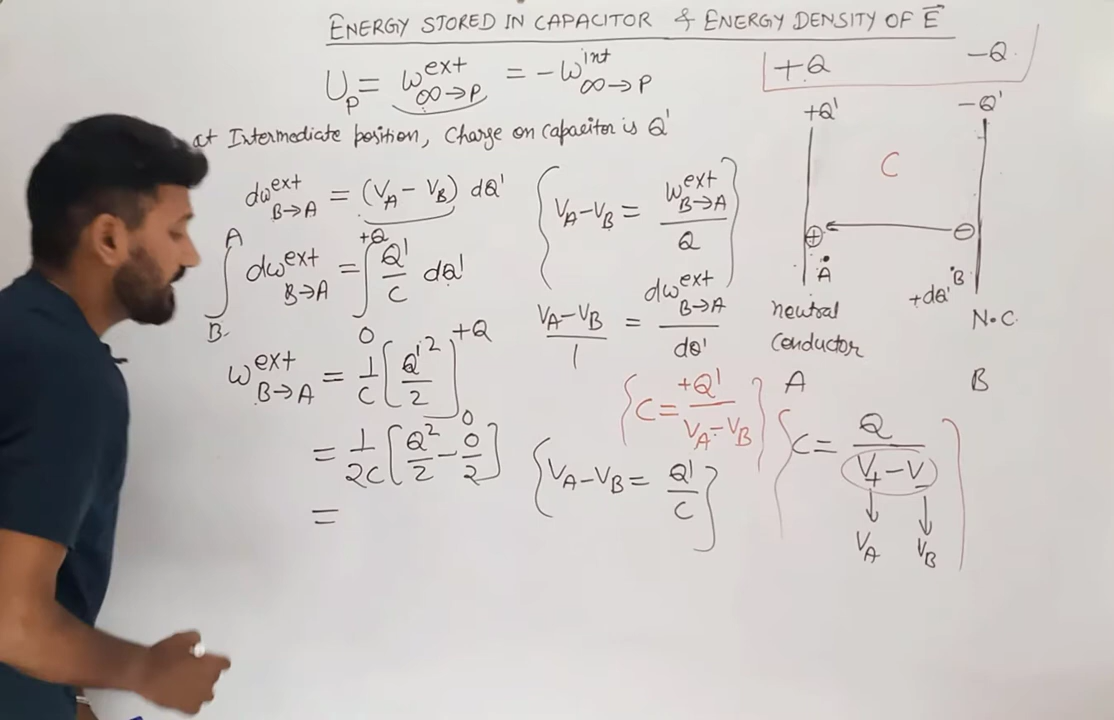 ENERGY STORED IN CAPACITOR & ENERGY DENSITY OF E⃗
U_P = W^ext_∞→P = -W^int_∞→P
+Q -Q
at Intermediate position, Charge on capacitor is Q'
+Q' -Q'
C
dW^ext_B→A = (V_A - V_B) dQ'
{V_A - V_B = W^ext_B→A / Q}
∫_B^A dW^ext_B→A = ∫_0^+Q Q'/C dQ'
(V_A - V_B)/1 = dW^ext_B→A / dQ'
⊕ ⊖
A B
+dQ'
neutral conductor
N.C.
A B
W^ext_B→A = 1/C [Q'^2/2]_0^+Q
{C = +Q' / (V_A - V_B)}
{C = Q / (V_+ - V_-)}
↓ ↓
V_A V_B
= 1/2C [Q^2/2 - 0/2]
{V_A - V_B = Q'/C}
=